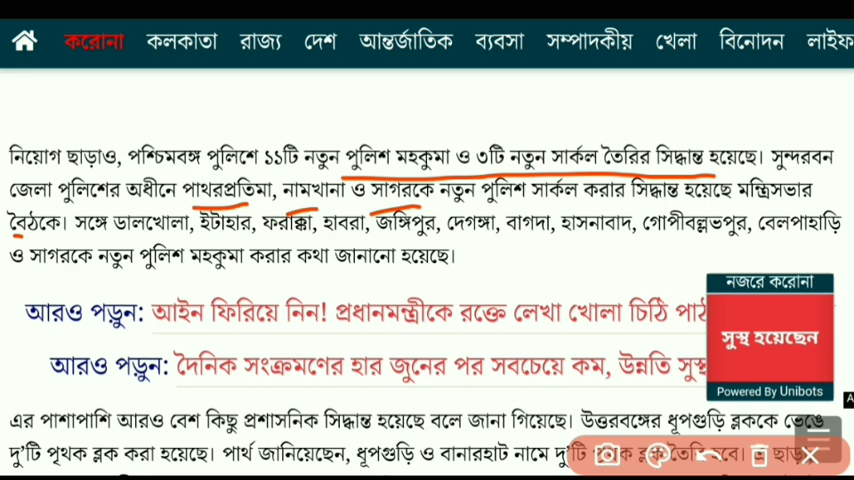 করোনা কলকাতা রাজ্য দেশ আন্তর্জাতিক ব্যবসা সম্পাদকীয় খেলা বিনোদন লাইফ
নিয়োগ ছাড়াও, পশ্চিমবঙ্গ পুলিশে ১১টি নতুন পুলিশ মহকুমা ও ৩টি নতুন সার্কল তৈরির সিদ্ধান্ত হয়েছে। সুন্দরবন
জেলা পুলিশের অধীনে পাথরপ্রতিমা, নামখানা ও সাগরকে নতুন পুলিশ সার্কল করার সিদ্ধান্ত হয়েছে মন্ত্রিসভার
বৈঠকে। সঙ্গে ডালখোলা, ইটাহার, ফরাক্কা, হাবরা, জঙ্গিপুর, দেগঙ্গা, বাগদা, হাসনাবাদ, গোপীবল্লভপুর, বেলপাহাড়ি
ও সাগরকে নতুন পুলিশ মহকুমা করার কথা জানানো হয়েছে।
আরও পড়ুন: আইন ফিরিয়ে নিন! প্রধানমন্ত্রীকে রক্তে লেখা খোলা চিঠি
আরও পড়ুন: দৈনিক সংক্রমণের হার জুনের পর সবচেয়ে কম, উন্নতি
নজরে করোনা
সুস্থ হয়েছেন
Powered By Unibots
এর পাশাপাশি আরও বেশ কিছু প্রশাসনিক সিদ্ধান্ত হয়েছে বলে জানা গিয়েছে। উত্তরবঙ্গের ধূপগুড়ি ব্লককে ভেঙে
দু'টি পৃথক ব্লক করা হয়েছে। পার্থ জানিয়েছেন, ধূপগুড়ি ও বানারহাট নামে দু'টি পৃথক ব্লক তৈরি হবে।